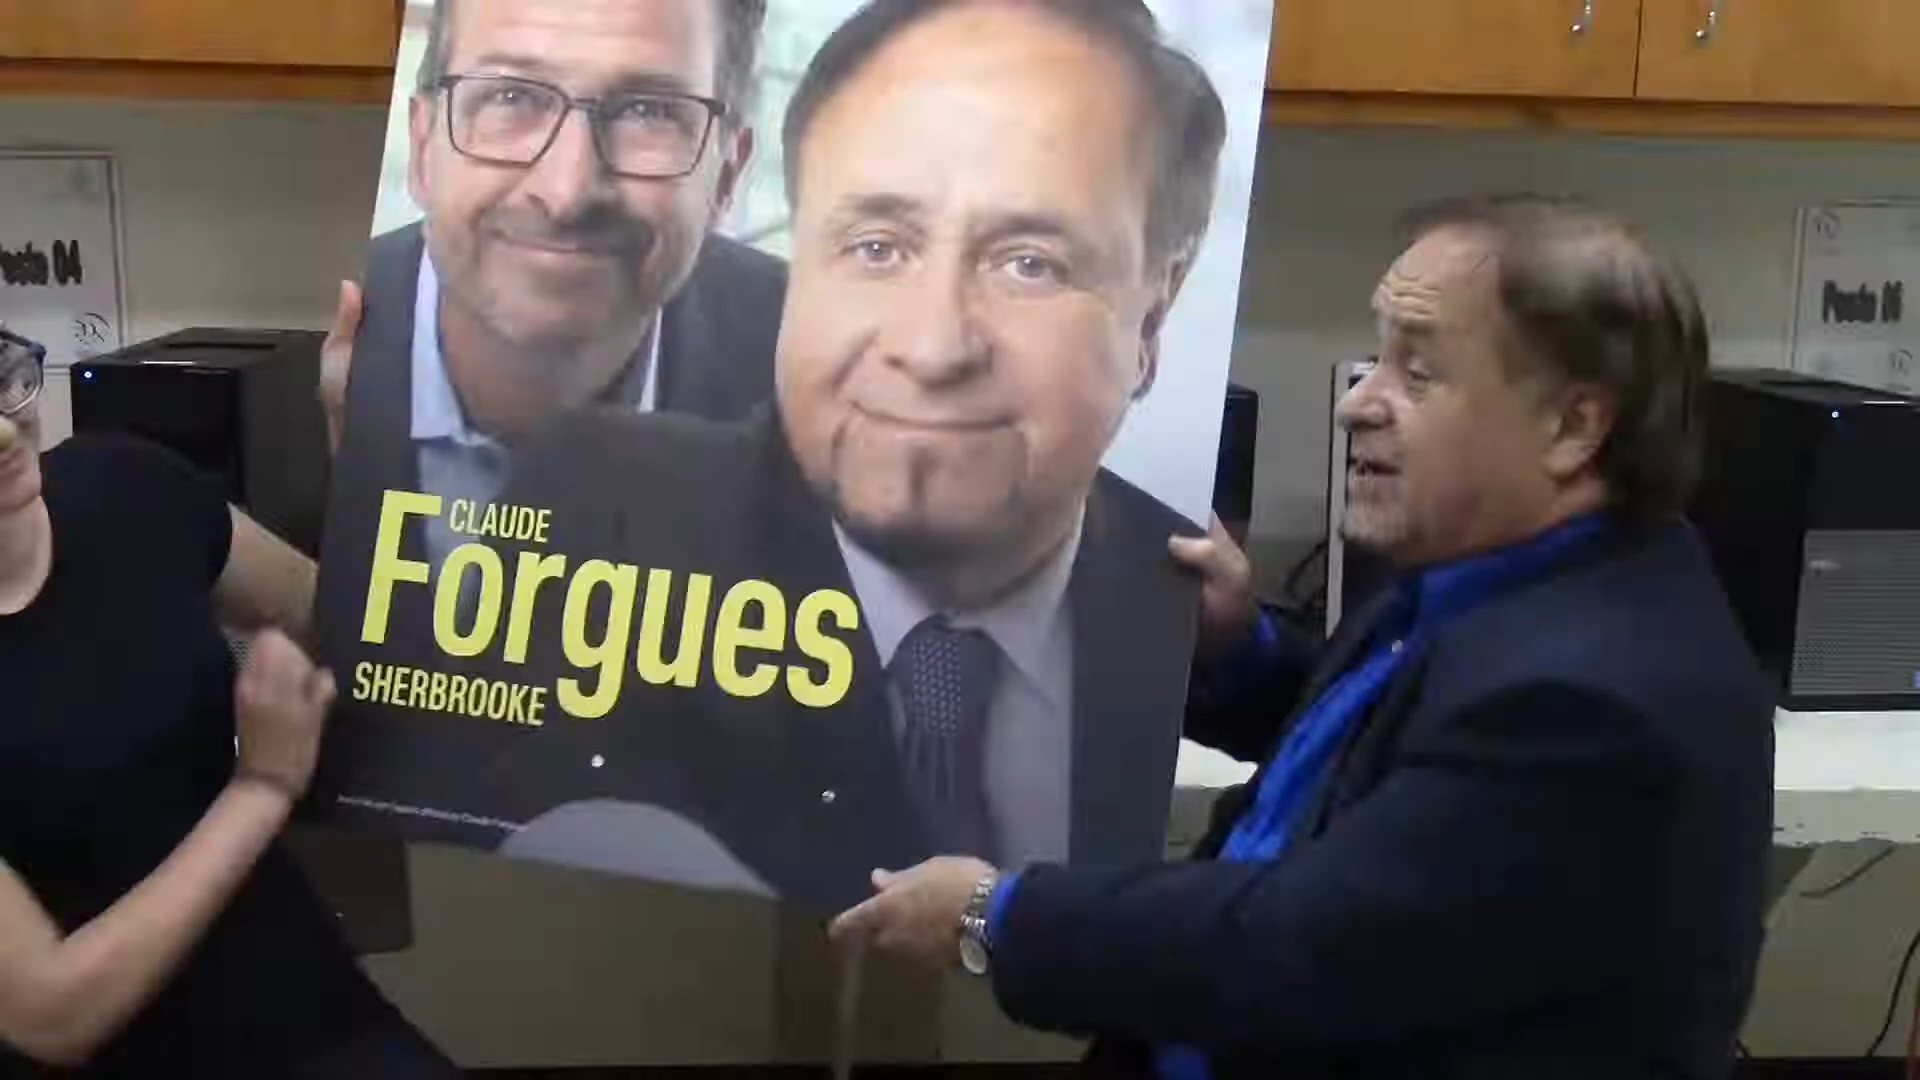 Poste 04
Poste 06
CLAUDE
Forgues
SHERBROOKE